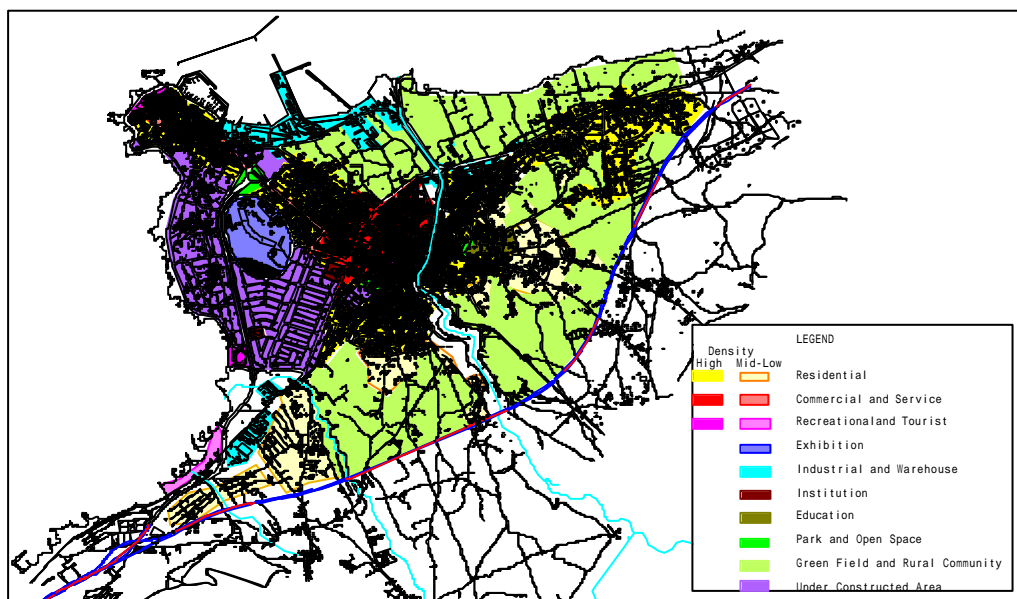 LEGEND
Density
High Mid-Low
Residential
Commercial and Service
Recreationaland Tourist
Exhibition
Industrial and Warehouse
Institution
Education
Park and Open Space
Green Field and Rural Community
Under Constructed Area